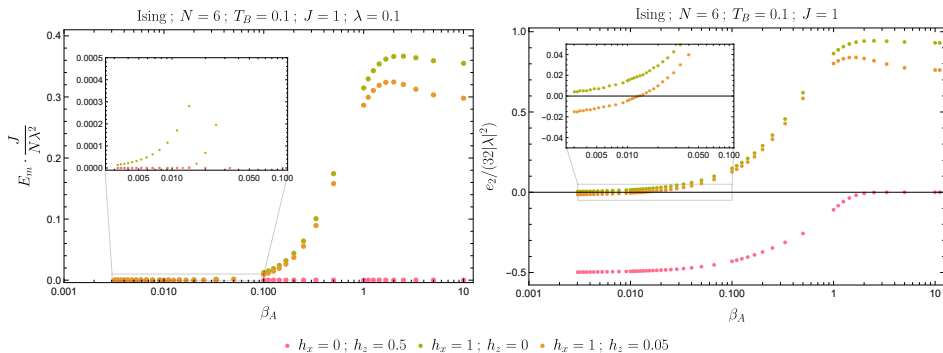 Ising ; N = 6 ; T_B = 0.1 ; J = 1 ; λ = 0.1
E_m · J/(Nλ²)
0.4
0.3
0.2
0.1
0.0
0.0005
0.0004
0.0003
0.0002
0.0001
0.0000
0.005 0.010 0.050 0.100
0.001 0.010 0.100 1 10
β_A
Ising ; N = 6 ; T_B = 0.1 ; J = 1
e_2/(32|λ|²)
1.0
0.5
0.0
-0.5
0.04
0.02
0.00
-0.02
-0.04
0.005 0.010 0.050 0.100
0.001 0.010 0.100 1 10
β_A
h_x = 0 ; h_z = 0.5 h_x = 1 ; h_z = 0 h_x = 1 ; h_z = 0.05